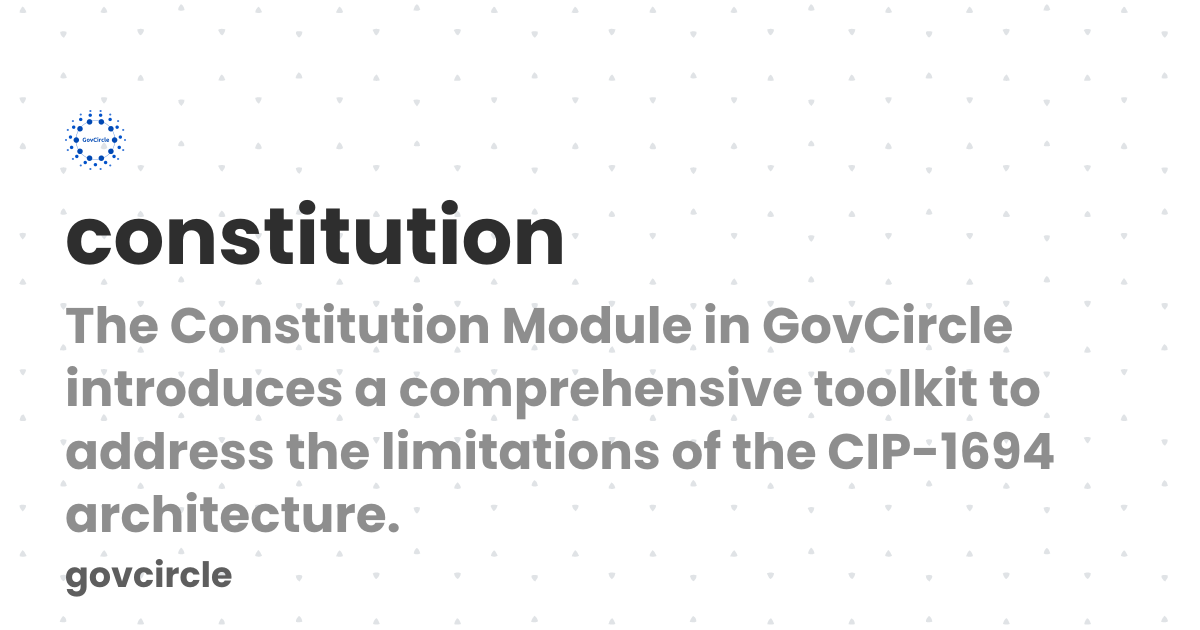 GovCircle
constitution
The Constitution Module in GovCircle
introduces a comprehensive toolkit to
address the limitations of the CIP-1694
architecture.
govcircle